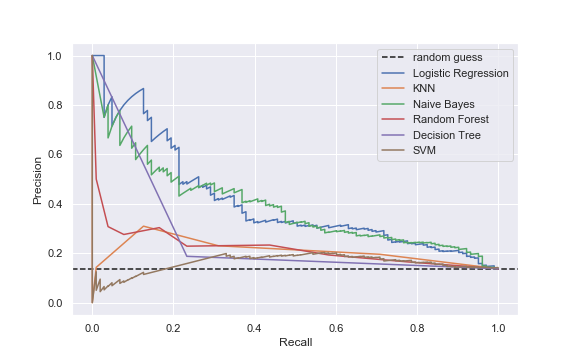 1.0
0.8
0.6
0.4
0.2
0.0
Precision
0.0 0.2 0.4 0.6 0.8 1.0
Recall
random guess
Logistic Regression
KNN
Naive Bayes
Random Forest
Decision Tree
SVM